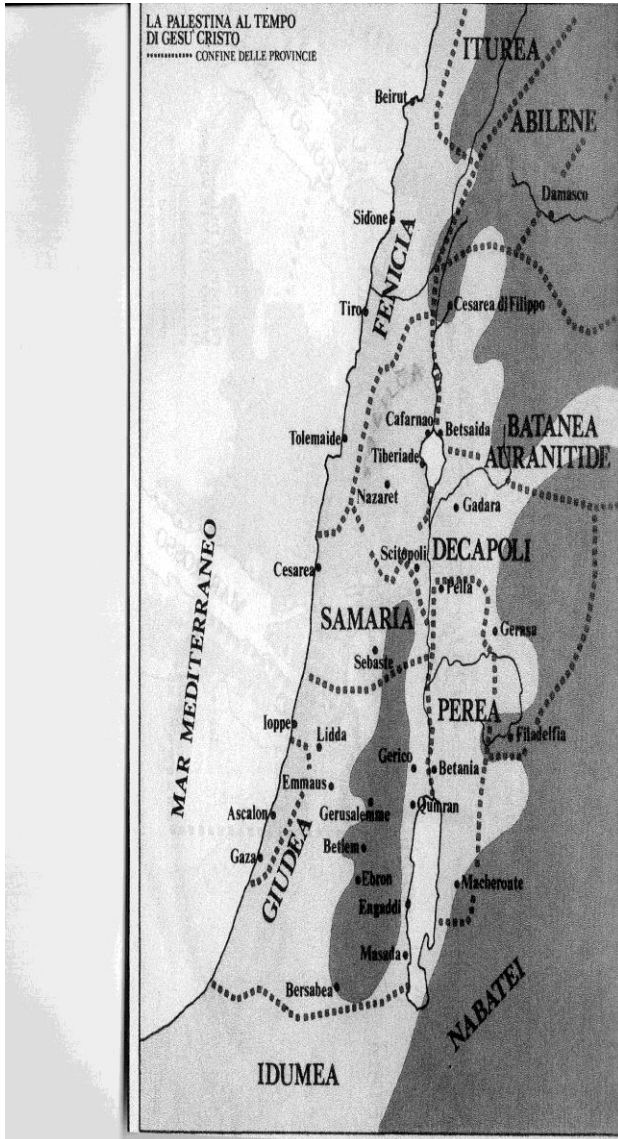 LA PALESTINA AL TEMPO
DI GESU' CRISTO
CONFINE DELLE PROVINCIE
ITUREA
Beirut
ABILENE
Damasco
Sidone
FENICIA
Tiro
Cesarea di Filippo
Cafarnao
Betsaida
BATANEA
AURANITIDE
Tolemaide
Tiberiade
Nazaret
Gadara
MAR MEDITERRANEO
Cesarea
Scitopoli
DECAPOLI
Pella
SAMARIA
Gerasa
Sebaste
PEREA
Ioppe
Lidda
Filadelfia
Gerico
Betania
Emmaus
Qumran
Ascalon
Gerusalemme
GIUDEA
Betlem
Gaza
Ebron
Macheronte
Engaddi
Masada
NABATEI
Bersabea
IDUMEA